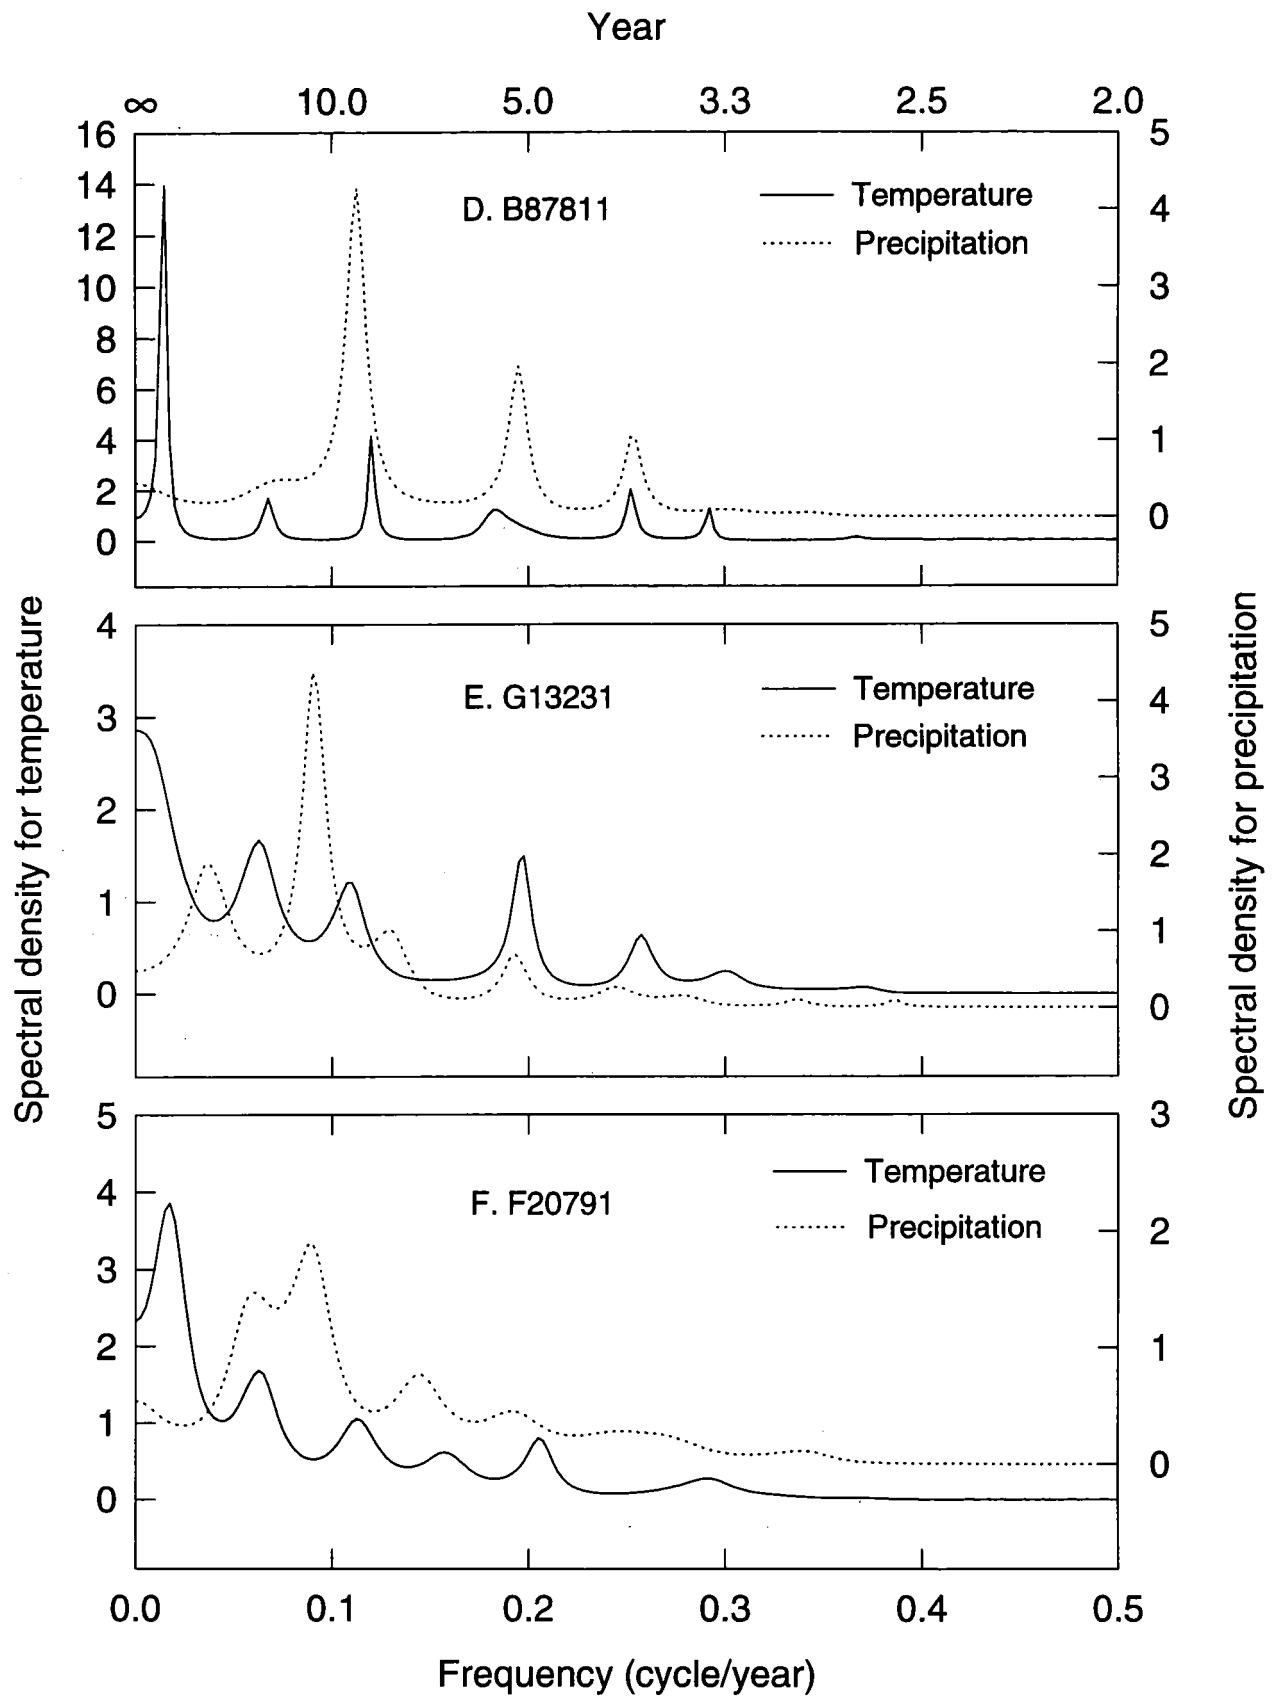 Year
∞ 10.0 5.0 3.3 2.5 2.0
16
14
12
10
8
6
4
2
0
5
4
3
2
1
0
D. B87811
Temperature
Precipitation
4
3
2
1
0
5
4
3
2
1
0
E. G13231
Temperature
Precipitation
Spectral density for temperature
Spectral density for precipitation
5
4
3
2
1
0
3
2
1
0
F. F20791
Temperature
Precipitation
0.0 0.1 0.2 0.3 0.4 0.5
Frequency (cycle/year)